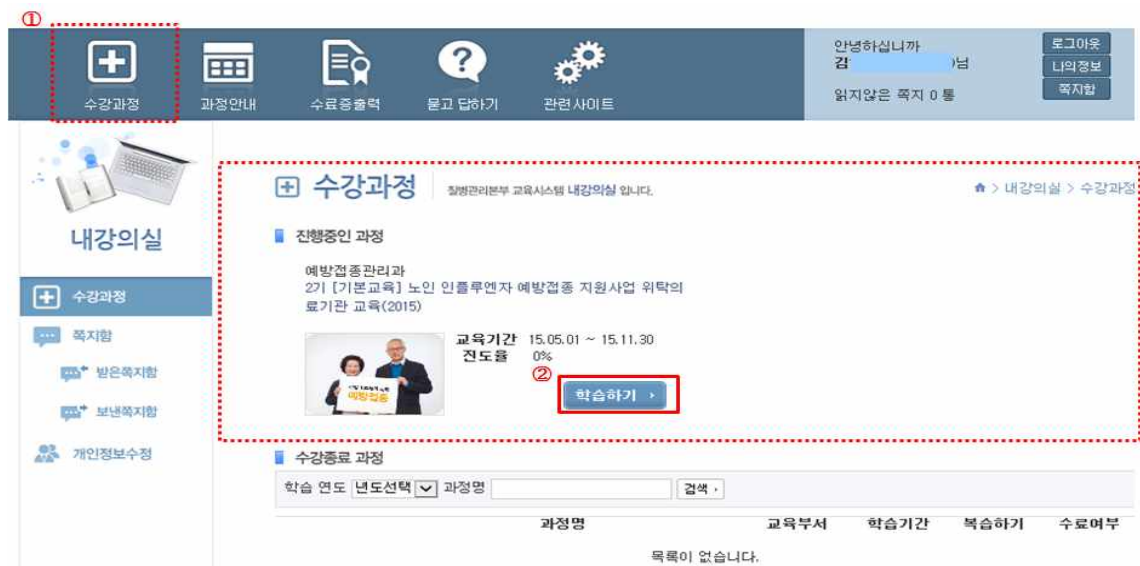 ①
수강과정 과정안내 수료증출력 묻고 답하기 관련사이트
안녕하십니까
김 님
읽지않은 쪽지 0 통
로그아웃
나의정보
쪽지함
내강의실
수강과정
쪽지함
받은쪽지함
보낸쪽지함
개인정보수정
수강과정 질병관리본부 교육시스템 내강의실 입니다.
> 내강의실 > 수강과정
진행중인 과정
예방접종관리과
2기 [기본교육] 노인 인플루엔자 예방접종 지원사업 위탁의
료기관 교육(2015)
예방접종
교육기간 15.05.01 ~ 15.11.30
진도율 0%
②
학습하기 ›
수강종료 과정
학습 연도 년도선택 과정명 검색 ›
과정명 교육부서 학습기간 복습하기 수료여부
목록이 없습니다.